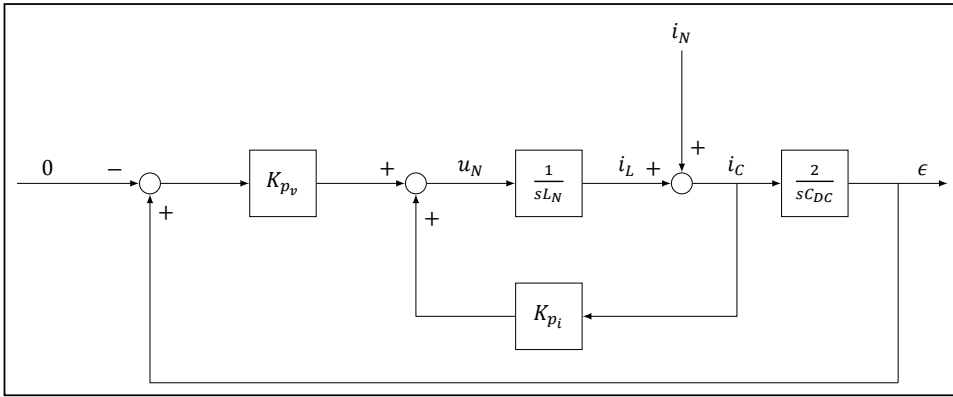 i_N
+
0
−
K_{p_v}
+
u_N
1/(sL_N)
i_L
+
i_C
2/(sC_{DC})
ϵ
+
+
K_{p_i}